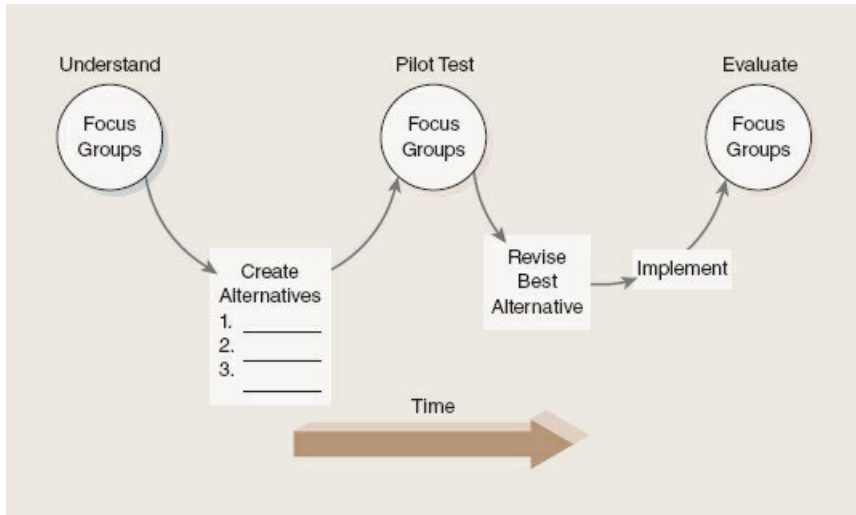 Understand
Focus
Groups
Create
Alternatives
1.
2.
3.
Pilot Test
Focus
Groups
Revise
Best
Alternative
Implement
Evaluate
Focus
Groups
Time